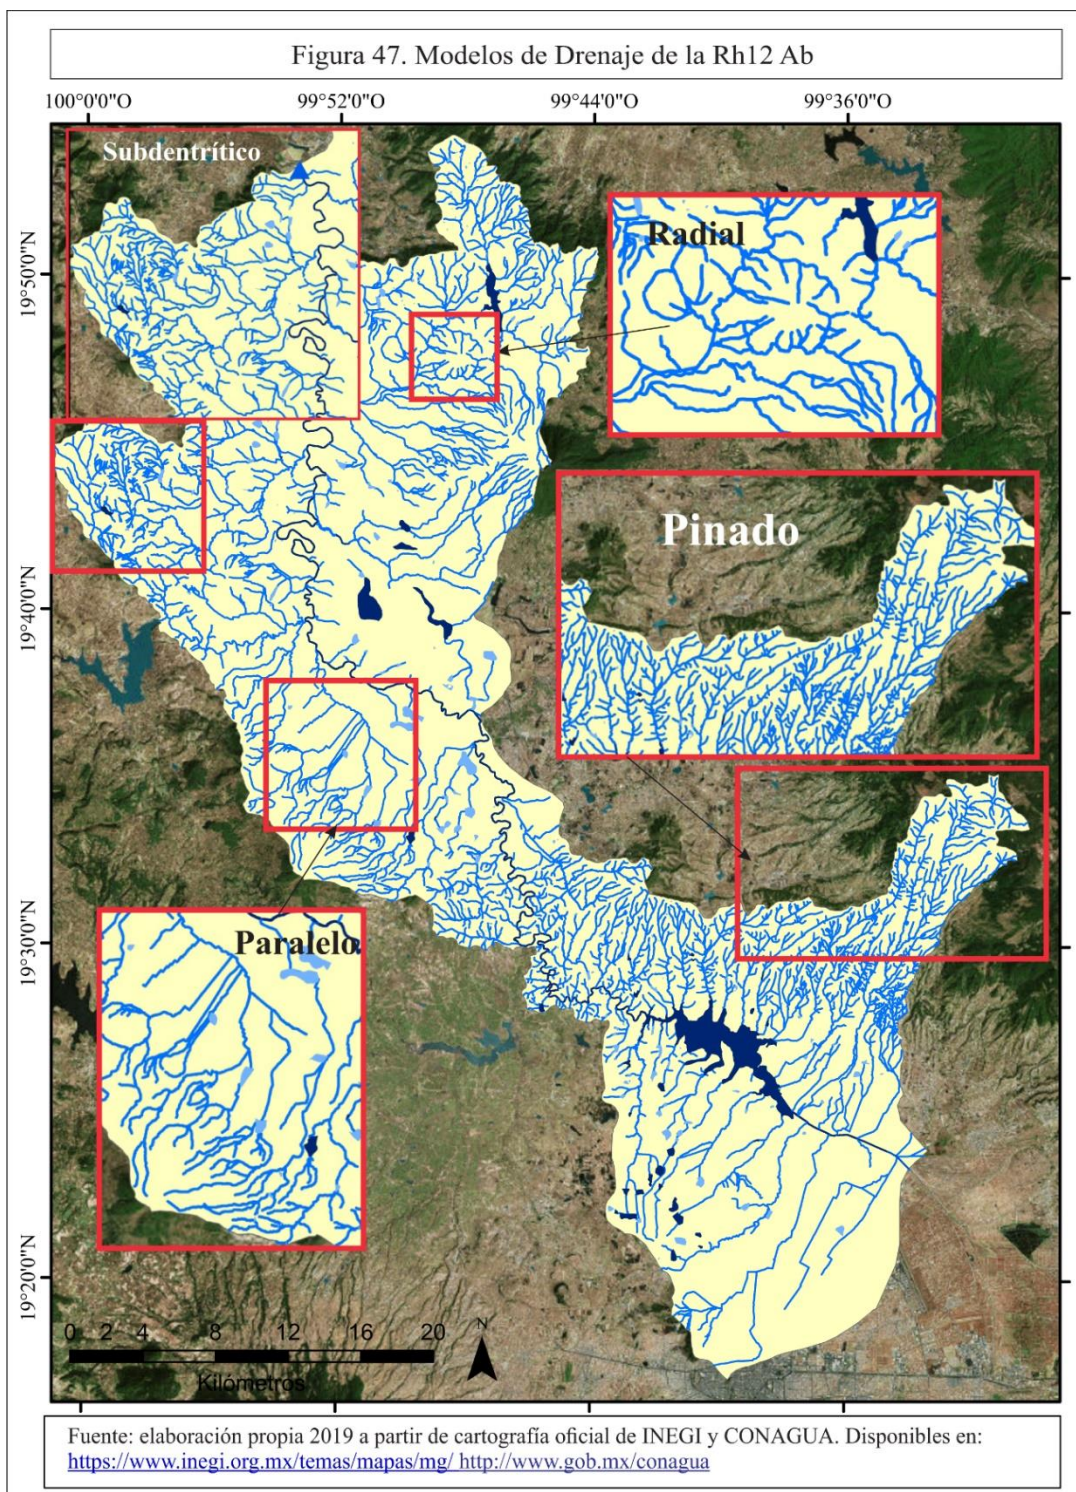 Figura 47. Modelos de Drenaje de la Rh12 Ab
100°0'0"O 99°52'0"O 99°44'0"O 99°36'0"O
Subdentrítico
Radial
19°50'0"N
Pinado
19°40'0"N
Paralelo
19°30'0"N
19°20'0"N
0 2 4 8 12 16 20
N
Kilómetros
Fuente: elaboración propia 2019 a partir de cartografía oficial de INEGI y CONAGUA. Disponibles en:
https://www.inegi.org.mx/temas/mapas/mg/ http://www.gob.mx/conagua